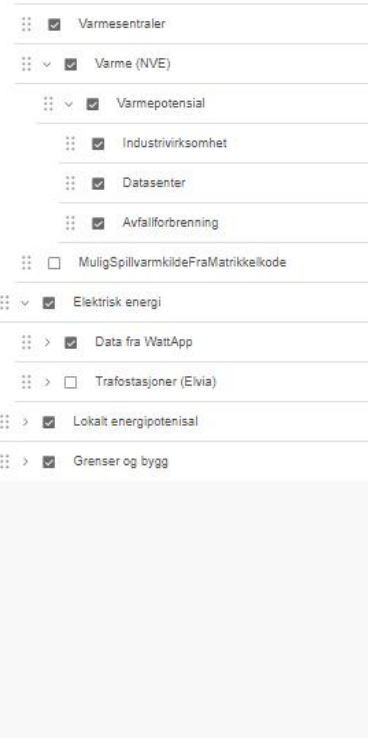 Varmesentraler
Varme (NVE)
Varmepotensial
Industrivirksomhet
Datasenter
Avfallforbrenning
MuligSpillvarmkildeFraMatrikkelkode
Elektrisk energi
Data fra WattApp
Trafostasjoner (Elvia)
Lokalt energipotenisal
Grenser og bygg